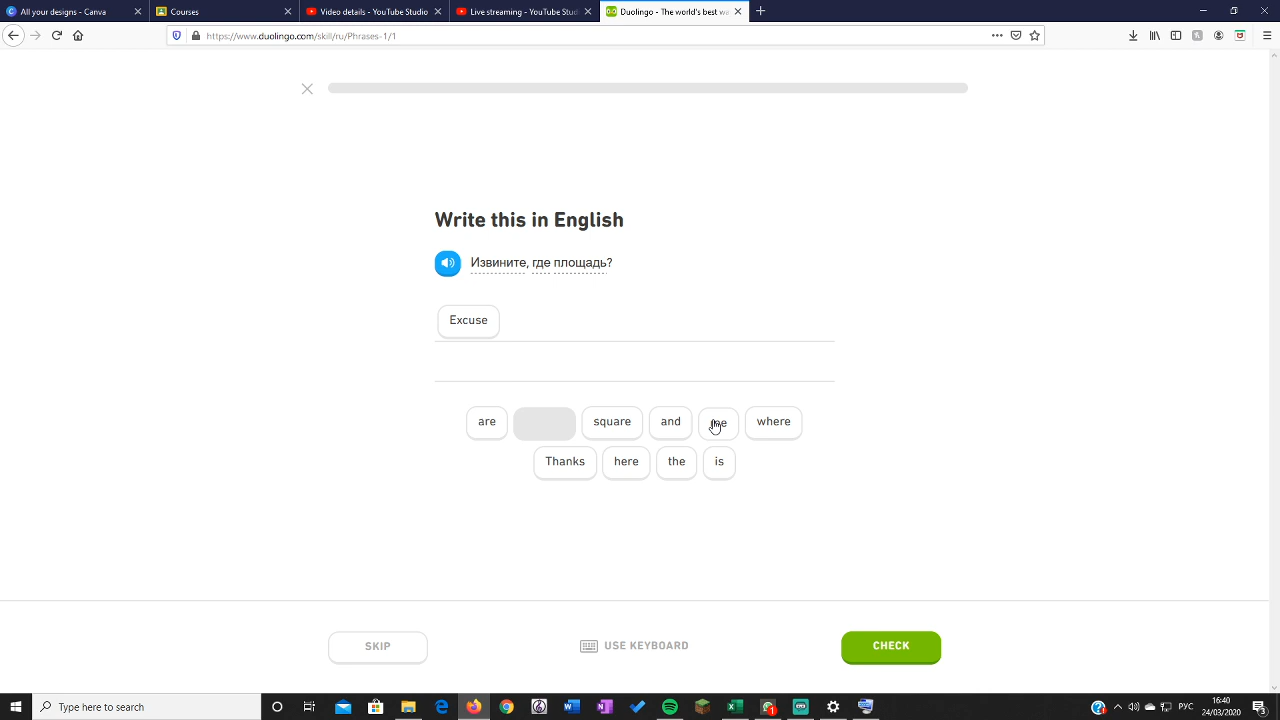 All your designs - Canva
Courses
Video details - YouTube Studio
Live streaming - YouTube Stud
Duolingo - The world's best wa
https://www.duolingo.com/skill/ru/Phrases-1/1
Write this in English
Извините, где площадь?
Excuse
are square and where
Thanks here the is
SKIP
USE KEYBOARD
CHECK
Type here to search
РУС
16:40
24/03/2020